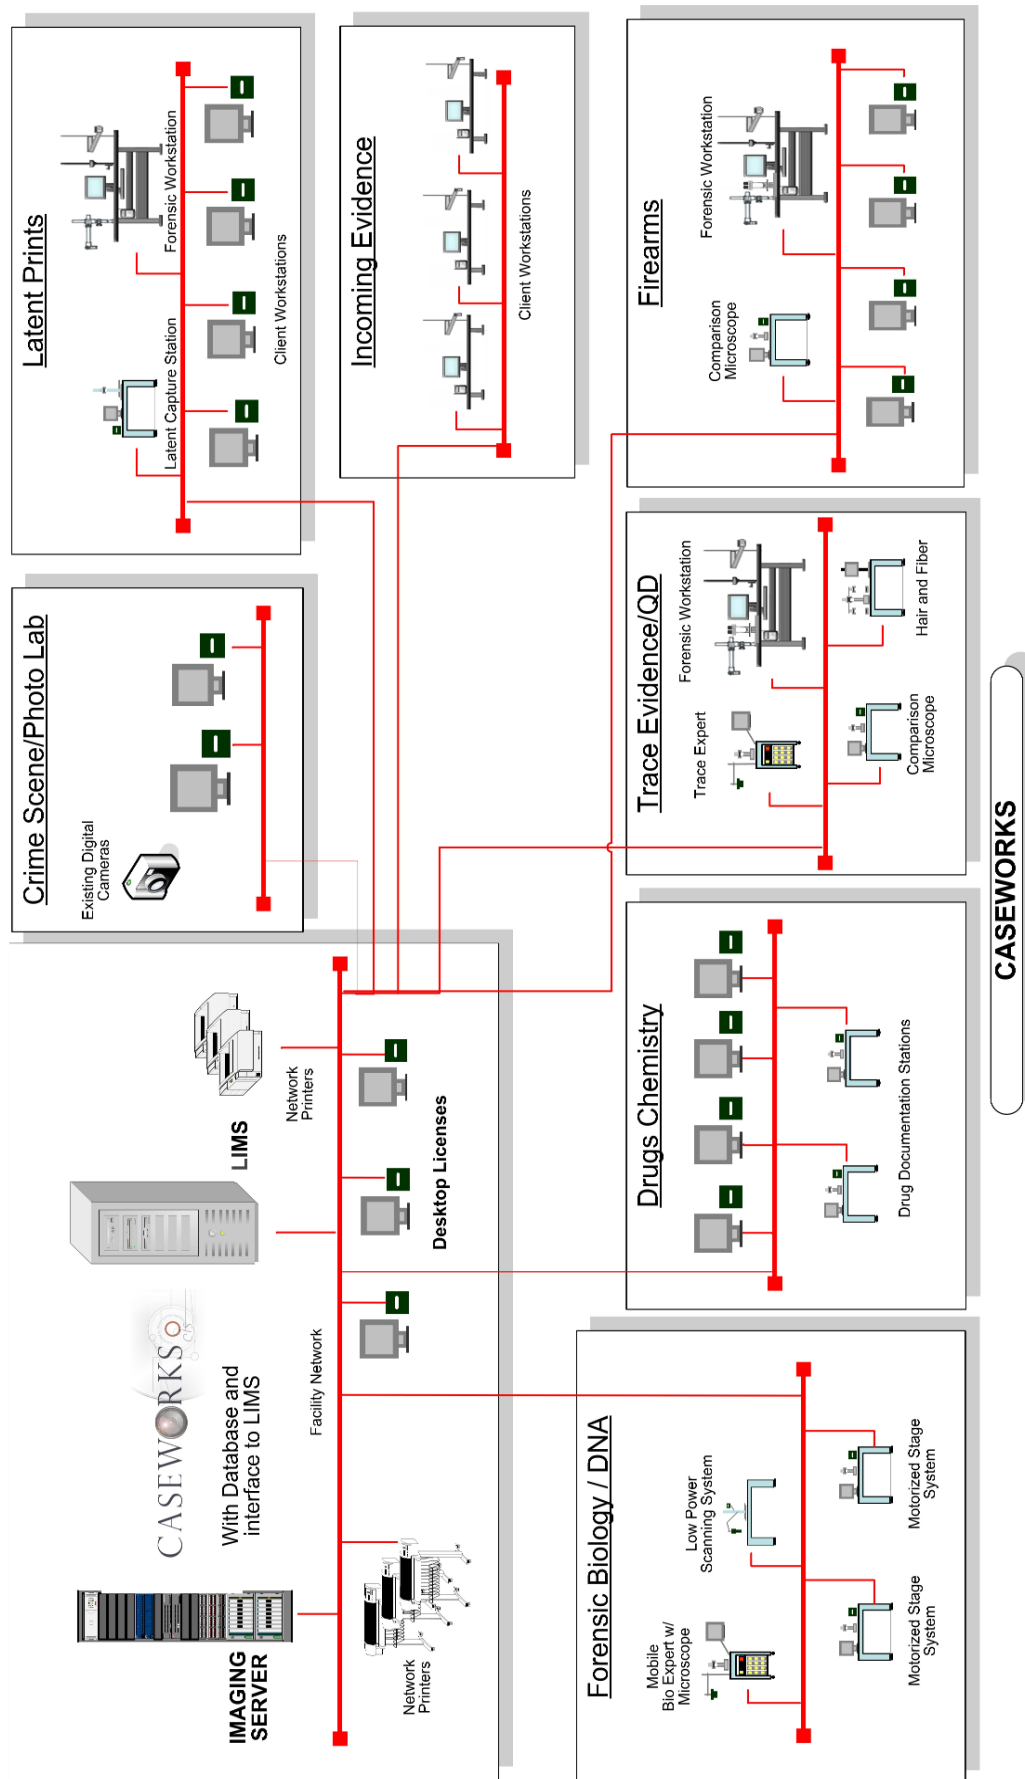 IMAGING
SERVER
CASEWORKS
With Database and
interface to LIMS
LIMS
Network
Printers
Facility Network
Network
Printers
Desktop Licenses
Crime Scene/Photo Lab
Existing Digital
Cameras
Latent Prints
Latent Capture Station
Forensic Workstation
Client Workstations
Incoming Evidence
Client Workstations
Forensic Biology / DNA
Mobile
Bio Expert w/
Microscope
Low Power
Scanning System
Motorized Stage
System
Motorized Stage
System
Drugs Chemistry
Drug Documentation Stations
Trace Evidence/QD
Trace Expert
Forensic Workstation
Comparison
Microscope
Hair and Fiber
Firearms
Comparison
Microscope
Forensic Workstation
CASEWORKS